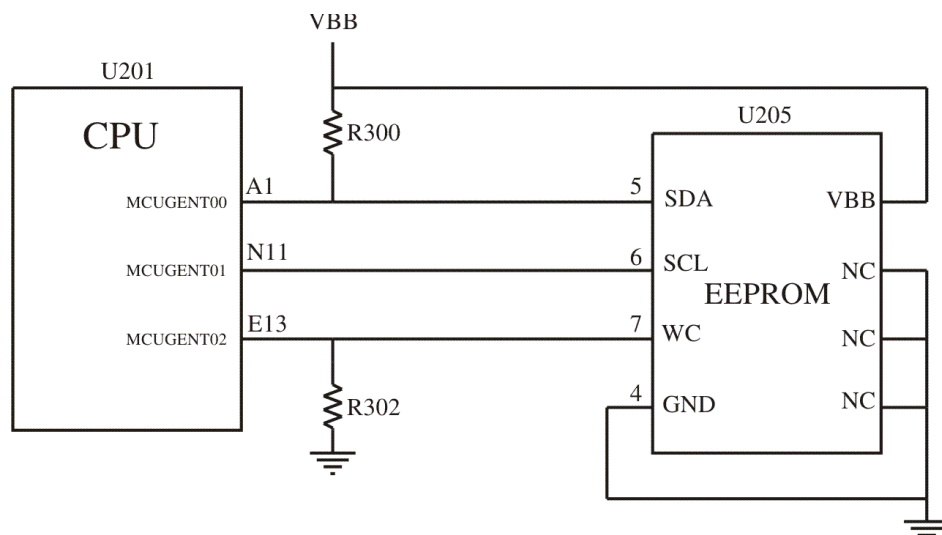 VBB
U201
CPU
R300
U205
MCUGENT00
A1
5
SDA
VBB
MCUGENT01
N11
6
SCL
NC
EEPROM
MCUGENT02
E13
7
WC
NC
R302
4
GND
NC